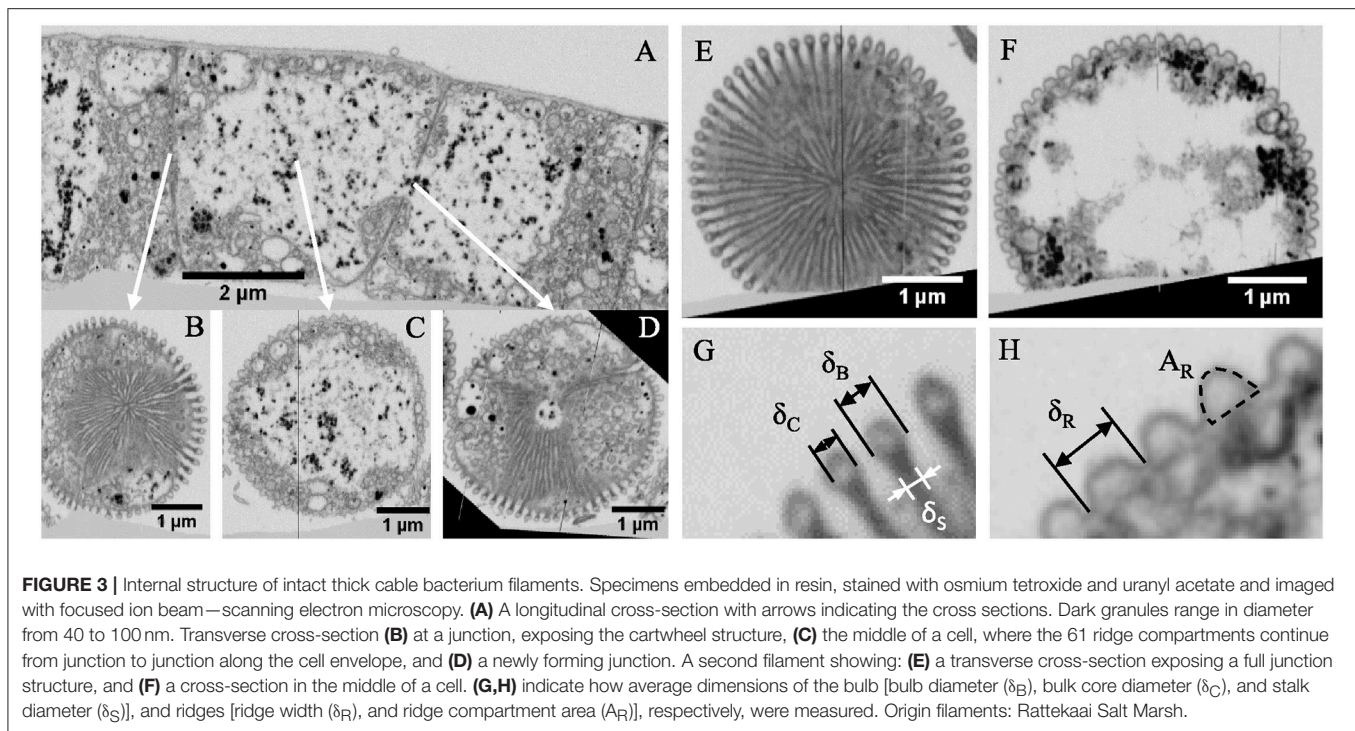 A
2 µm
B
1 µm
C
1 µm
D
1 µm
E
1 µm
F
1 µm
G
δB
δC
δS
H
AR
δR
FIGURE 3 | Internal structure of intact thick cable bacterium filaments. Specimens embedded in resin, stained with osmium tetroxide and uranyl acetate and imaged
with focused ion beam—scanning electron microscopy. (A) A longitudinal cross-section with arrows indicating the cross sections. Dark granules range in diameter
from 40 to 100 nm. Transverse cross-section (B) at a junction, exposing the cartwheel structure, (C) the middle of a cell, where the 61 ridge compartments continue
from junction to junction along the cell envelope, and (D) a newly forming junction. A second filament showing: (E) a transverse cross-section exposing a full junction
structure, and (F) a cross-section in the middle of a cell. (G,H) indicate how average dimensions of the bulb [bulb diameter (δB), bulk core diameter (δC), and stalk
diameter (δS)], and ridges [ridge width (δR), and ridge compartment area (AR)], respectively, were measured. Origin filaments: Rattekaai Salt Marsh.